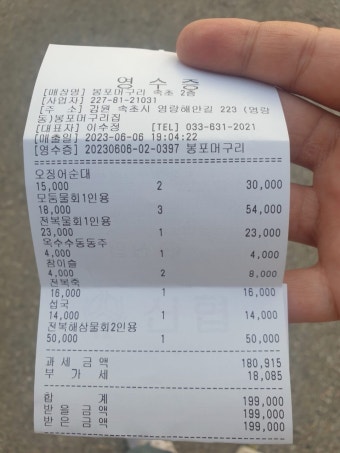 영 수 증
[매장명] 봉포머구리 속초 2층
[사업자] 227-81-21031
[주 소] 강원 속초시 영랑해안길 223 (영랑
동)봉포머구리집
[대표자] 이수정 [TEL] 033-631-2021
[매출일] 2023-06-06 19:04:22
[영수증] 20230606-02-0397 봉포머구리
오징어순대
15,000 2 30,000
모둠물회1인용
18,000 3 54,000
전복물회1인용
23,000 1 23,000
옥수수동동주
4,000 1 4,000
참이슬
4,000 2 8,000
전복죽
16,000 1 16,000
섭국
14,000 1 14,000
전복해삼물회2인용
50,000 1 50,000
과 세 금 액 180,915
부 가 세 18,085
합 계 199,000
받을 금액 199,000
받은 금액 199,000